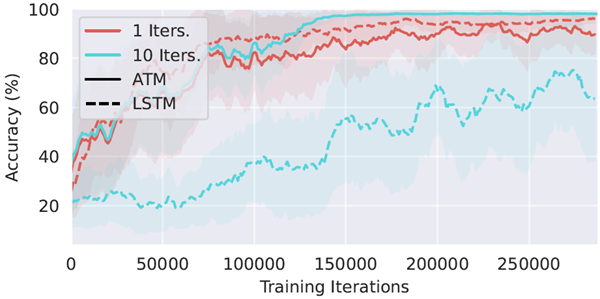 100
80
60
40
20
Accuracy (%)
1 Iters.
10 Iters.
ATM
LSTM
0 50000 100000 150000 200000 250000
Training Iterations